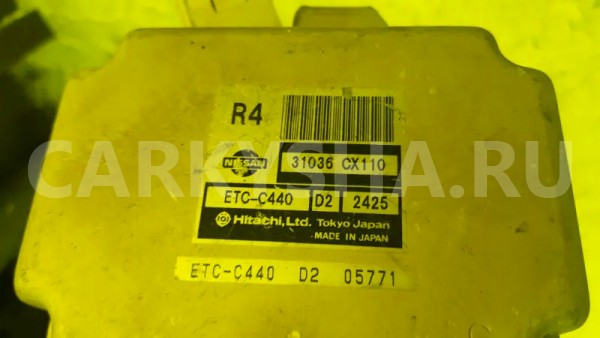 R4
NISSAN 31036 CX110
ETC-C440 D2 2425
Hitachi, Ltd. Tokyo Japan
MADE IN JAPAN
ETC-C440 D2 05771
CARKYSHA.RU